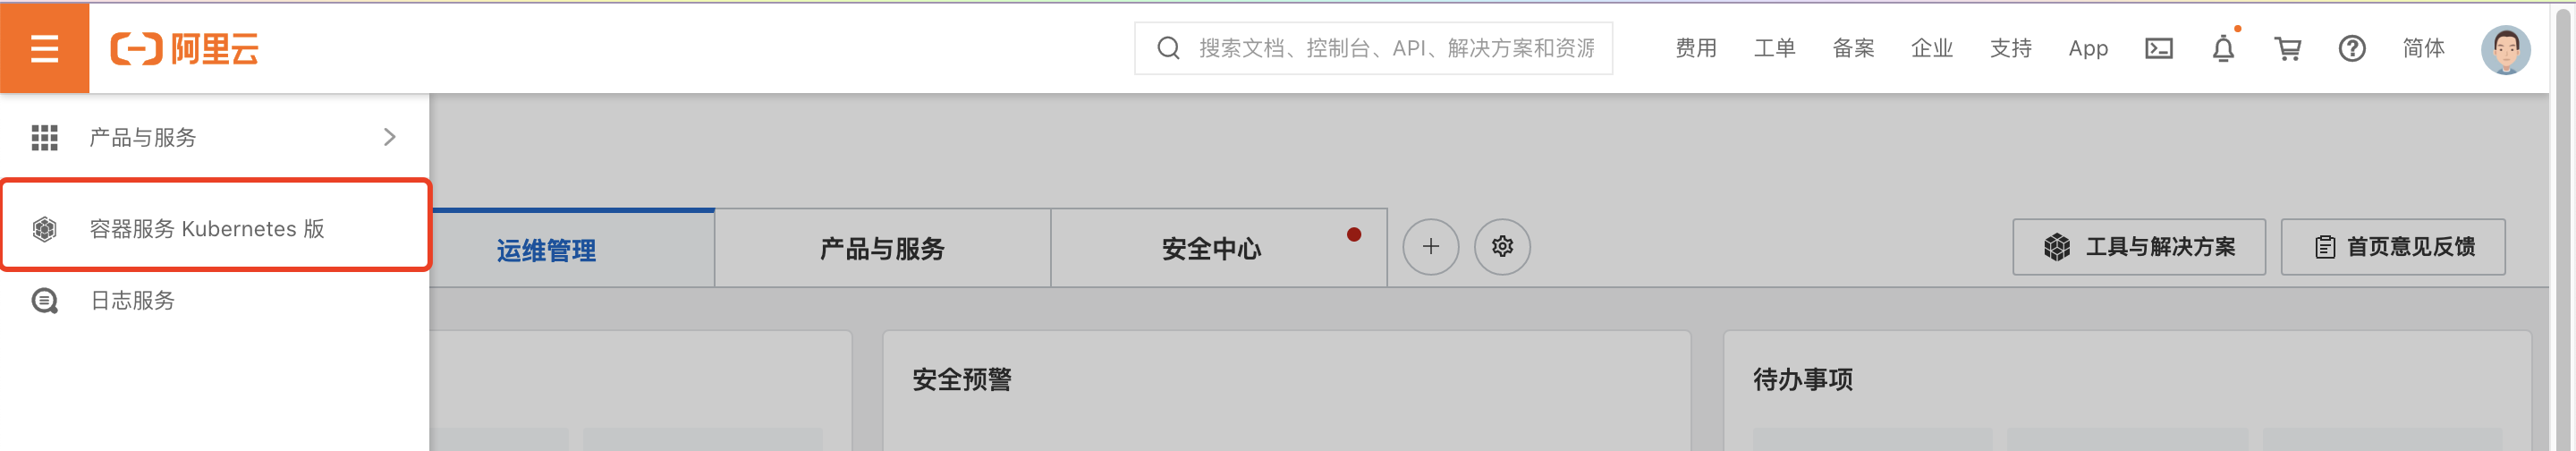 阿里云
搜索文档、控制台、API、解决方案和资源
费用
工单
备案
企业
支持
App
简体
产品与服务
容器服务 Kubernetes 版
日志服务
运维管理
产品与服务
安全中心
工具与解决方案
首页意见反馈
安全预警
待办事项